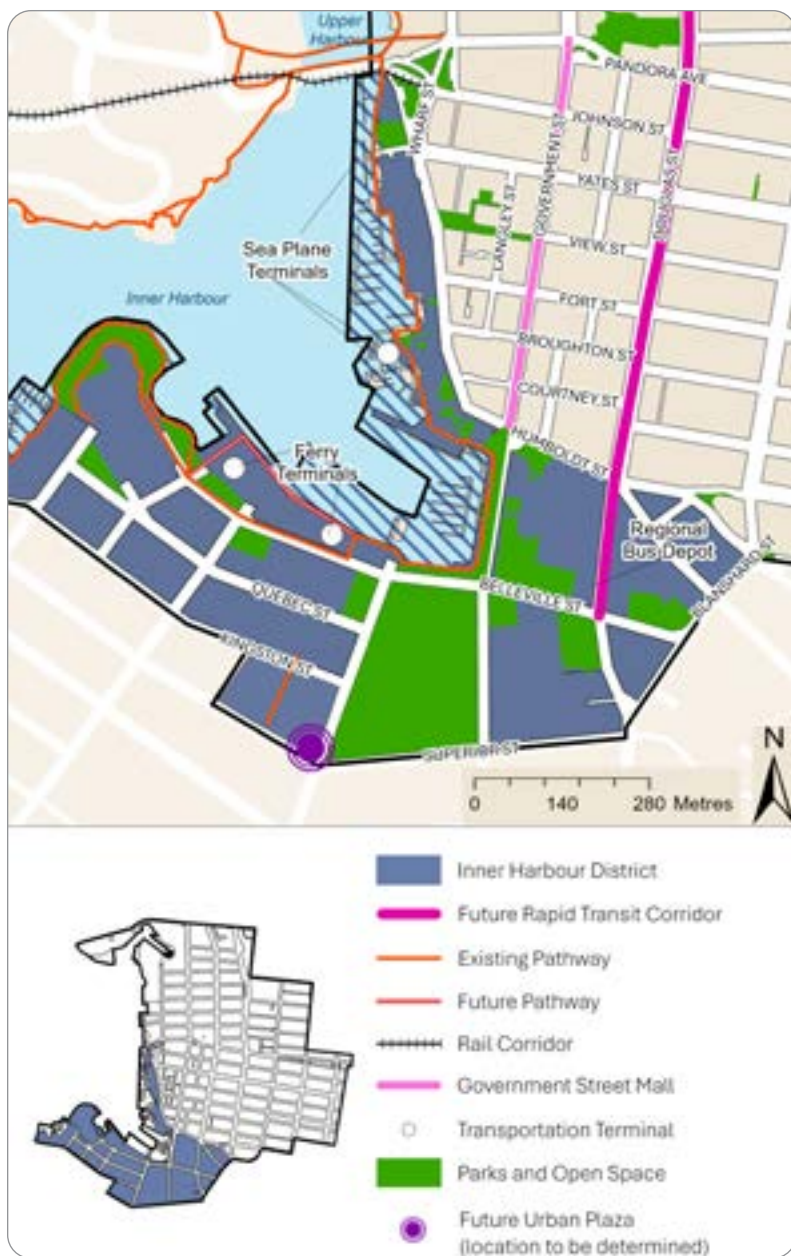 Upper
Harbour
PANDORA AVE
JOHNSON ST
WHARF ST
GOVERNMENT ST
DOUGLAS ST
YATES ST
LANGLEY ST
Sea Plane
Terminals
VIEW ST
Inner Harbour
FORT ST
BROUGHTON ST
COURTNEY ST
HUMBOLDT ST
Ferry
Terminals
Regional
Bus Depot
BLANSHARD ST
BELLEVILLE ST
QUEBEC ST
KINGSTON ST
SUPERIOR ST
N
0 140 280 Metres
Inner Harbour District
Future Rapid Transit Corridor
Existing Pathway
Future Pathway
Rail Corridor
Government Street Mall
Transportation Terminal
Parks and Open Space
Future Urban Plaza
(location to be determined)